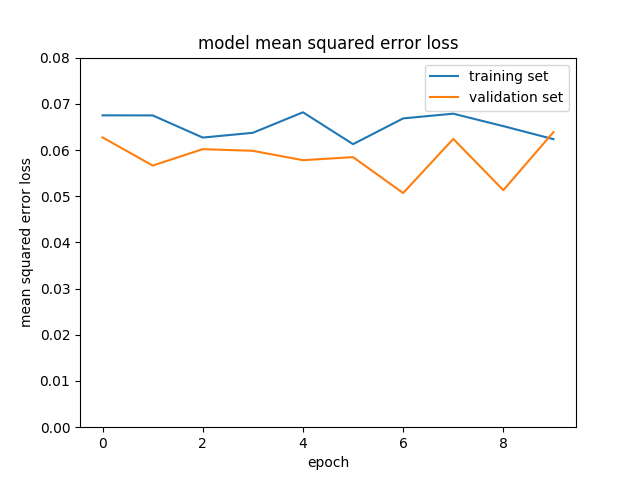 model mean squared error loss
training set
validation set
0.08
0.07
0.06
0.05
0.04
0.03
0.02
0.01
0.00
mean squared error loss
0 2 4 6 8
epoch